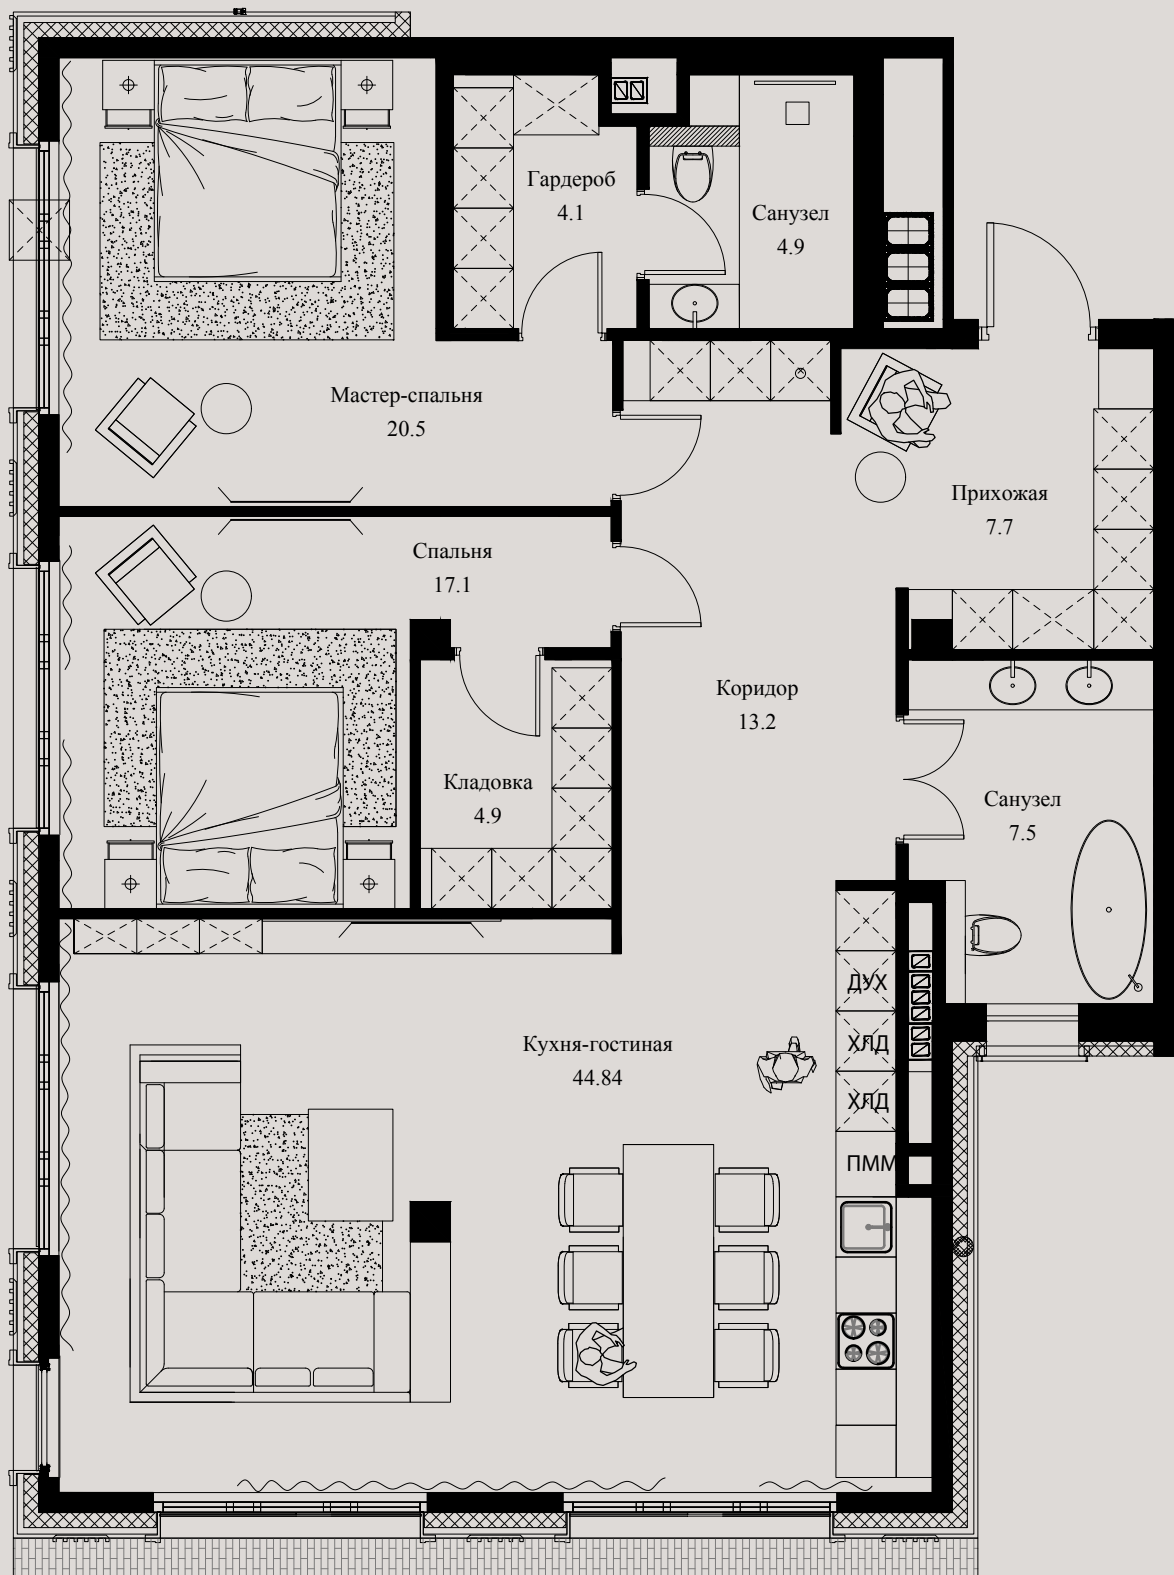 Гардероб
4.1
Санузел
4.9
Мастер-спальня
20.5
Прихожая
7.7
Спальня
17.1
Коридор
13.2
Кладовка
4.9
Санузел
7.5
ДУХ
Кухня-гостиная
44.84
ХЛД
ХЛД
ПММ